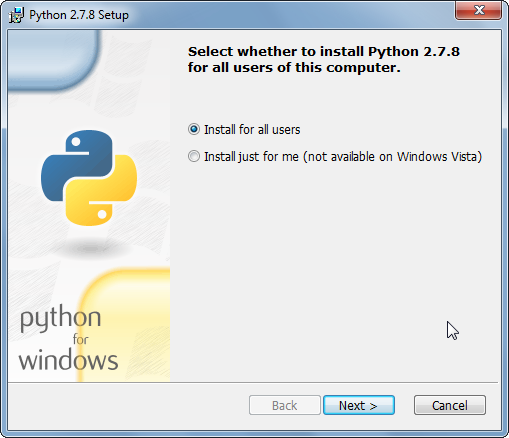 Python 2.7.8 Setup
Select whether to install Python 2.7.8
for all users of this computer.
Install for all users
Install just for me (not available on Windows Vista)
python
for
windows
Back
Next >
Cancel